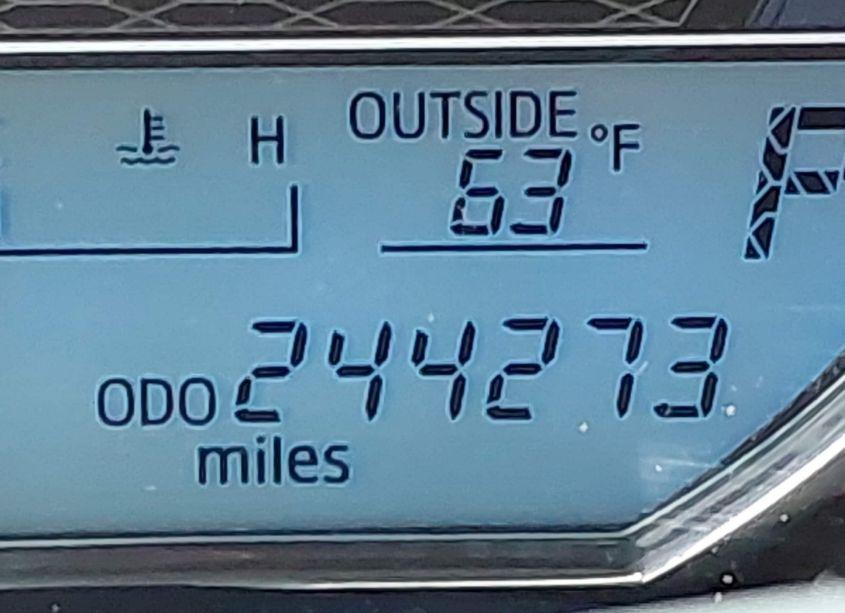 H OUTSIDE °F
63
P
ODO 244273
miles